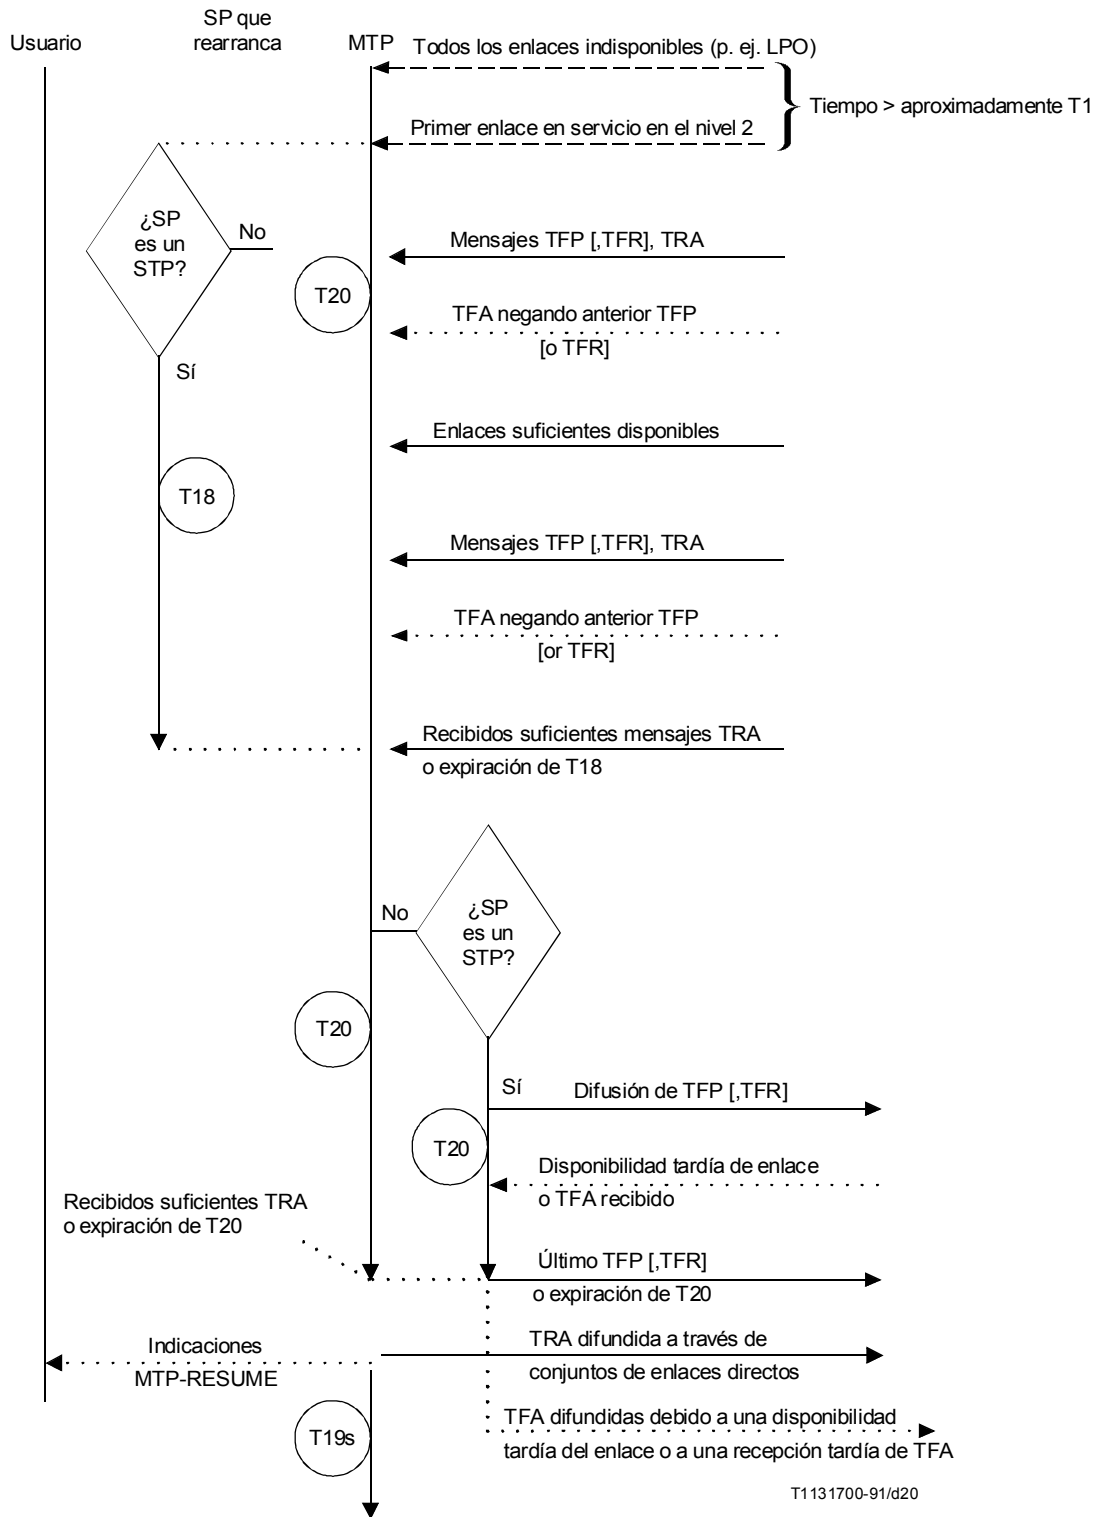 Usuario
SP que
rearranca
MTP
Todos los enlaces indisponibles (p. ej. LPO)
Tiempo > aproximadamente T1
Primer enlace en servicio en el nivel 2
¿SP
es un
STP?
No
Mensajes TFP [,TFR], TRA
T20
TFA negando anterior TFP
[o TFR]
Sí
Enlaces suficientes disponibles
T18
Mensajes TFP [,TFR], TRA
TFA negando anterior TFP
[or TFR]
Recibidos suficientes mensajes TRA
o expiración de T18
No
¿SP
es un
STP?
T20
Sí
Difusión de TFP [,TFR]
T20
Disponibilidad tardía de enlace
o TFA recibido
Recibidos suficientes TRA
o expiración de T20
Último TFP [,TFR]
o expiración de T20
Indicaciones
MTP-RESUME
TRA difundida a través de
conjuntos de enlaces directos
T19s
TFA difundidas debido a una disponibilidad
tardía del enlace o a una recepción tardía de TFA
T1131700-91/d20